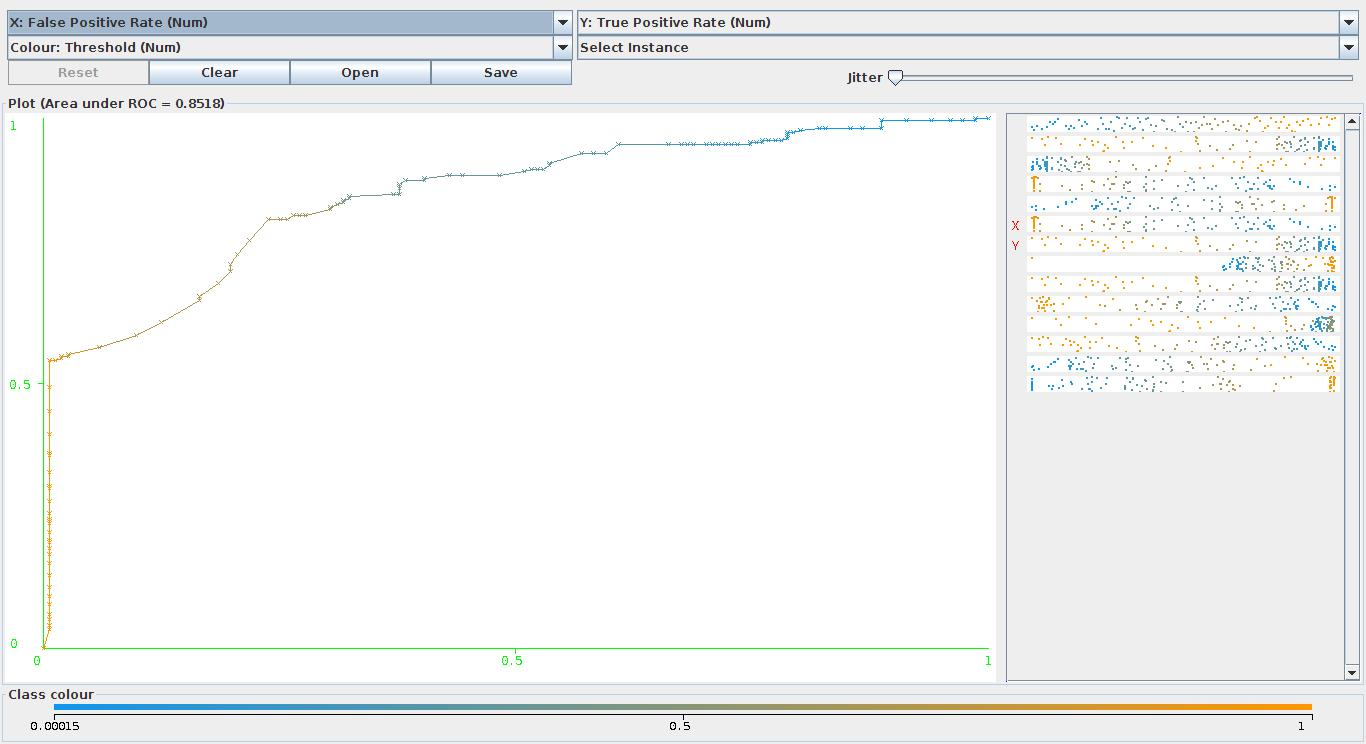 X: False Positive Rate (Num)
Y: True Positive Rate (Num)
Colour: Threshold (Num)
Select Instance
Reset
Clear
Open
Save
Jitter
Plot (Area under ROC = 0.8518)
1
0.5
0
0
0.5
1
X
Y
Class colour
0.00015
0.5
1